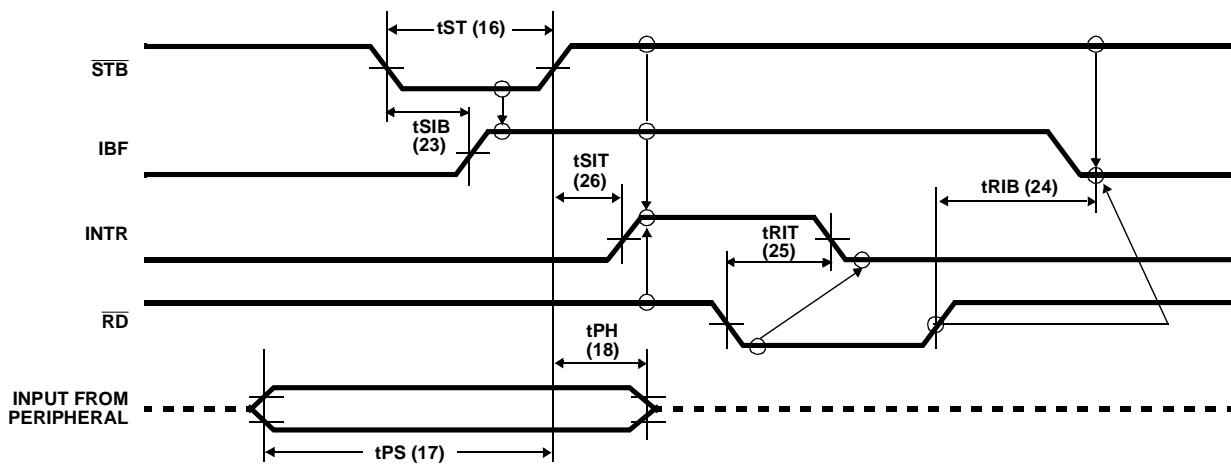 tST (16)
STB
tSIB
(23)
IBF
tSIT
(26)
tRIB (24)
INTR
tRIT
(25)
RD
tPH
(18)
INPUT FROM
PERIPHERAL
tPS (17)